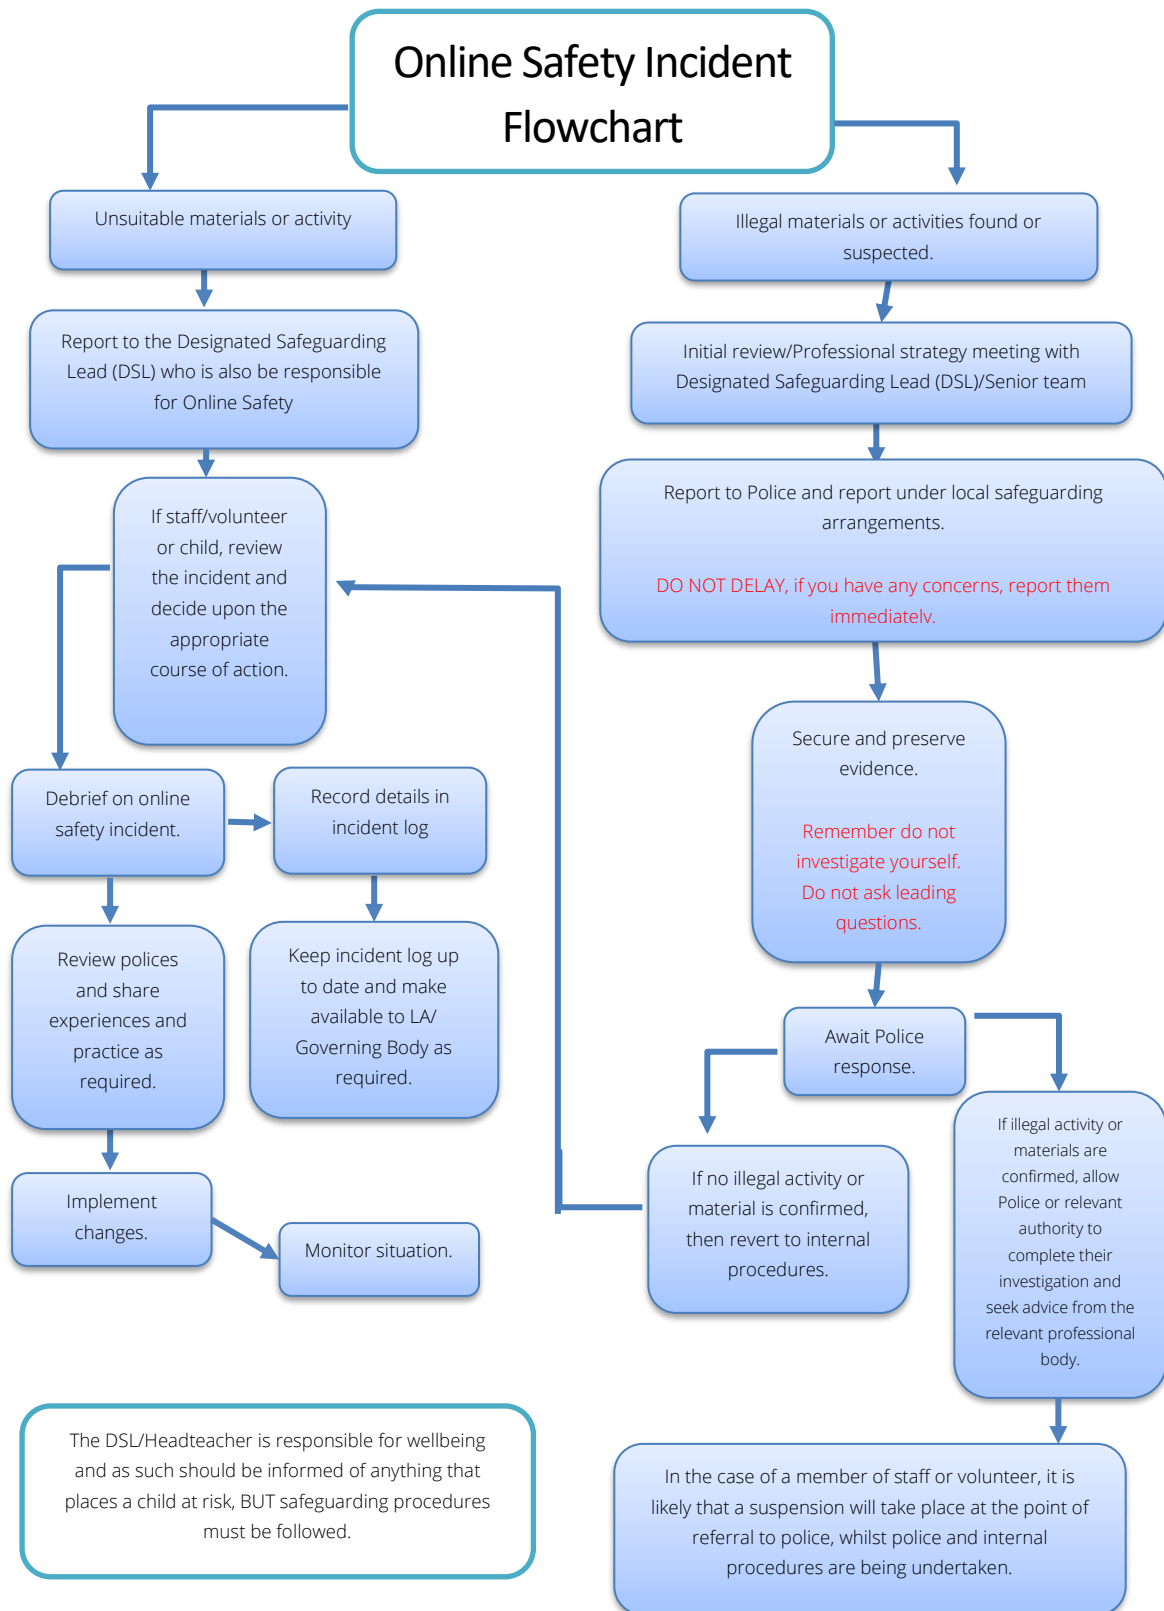 Online Safety Incident
Flowchart
Unsuitable materials or activity
Report to the Designated Safeguarding
Lead (DSL) who is also be responsible
for Online Safety
If staff/volunteer
or child, review
the incident and
decide upon the
appropriate
course of action.
Debrief on online
safety incident.
Record details in
incident log
Review polices
and share
experiences and
practice as
required.
Keep incident log up
to date and make
available to LA/
Governing Body as
required.
Implement
changes.
Monitor situation.
Illegal materials or activities found or
suspected.
Initial review/Professional strategy meeting with
Designated Safeguarding Lead (DSL)/Senior team
Report to Police and report under local safeguarding
arrangements.
DO NOT DELAY, if you have any concerns, report them
immediately.
Secure and preserve
evidence.
Remember do not
investigate yourself.
Do not ask leading
questions.
Await Police
response.
If no illegal activity or
material is confirmed,
then revert to internal
procedures.
If illegal activity or
materials are
confirmed, allow
Police or relevant
authority to
complete their
investigation and
seek advice from the
relevant professional
body.
In the case of a member of staff or volunteer, it is
likely that a suspension will take place at the point of
referral to police, whilst police and internal
procedures are being undertaken.
The DSL/Headteacher is responsible for wellbeing
and as such should be informed of anything that
places a child at risk, BUT safeguarding procedures
must be followed.